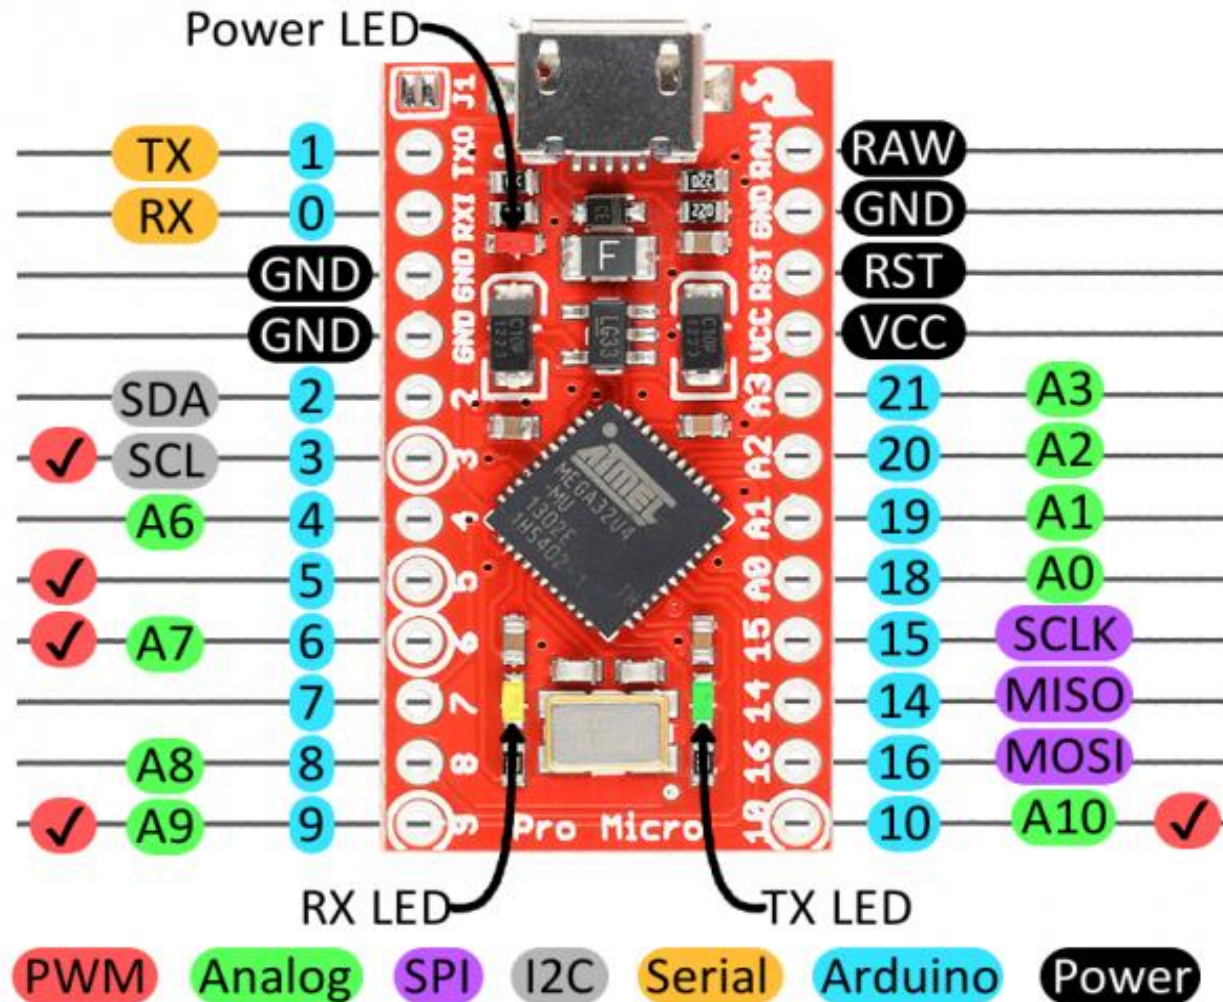 Power LED
J1
TX 1 TXO RAW RAW
RX 0 RXI GND GND
GND GND RST RST
GND GND VCC VCC
SDA 2 2 A3 21 A3
SCL 3 3 A2 20 A2
A6 4 4 A1 19 A1
5 5 A0 18 A0
A7 6 6 15 15 SCLK
7 7 14 14 MISO
A8 8 8 16 16 MOSI
A9 9 9 Pro Micro 10 10 A10
220
220
F
LG33
ATMEL
MEGA32U4
-MU
1302E
RX LED TX LED
PWM Analog SPI I2C Serial Arduino Power